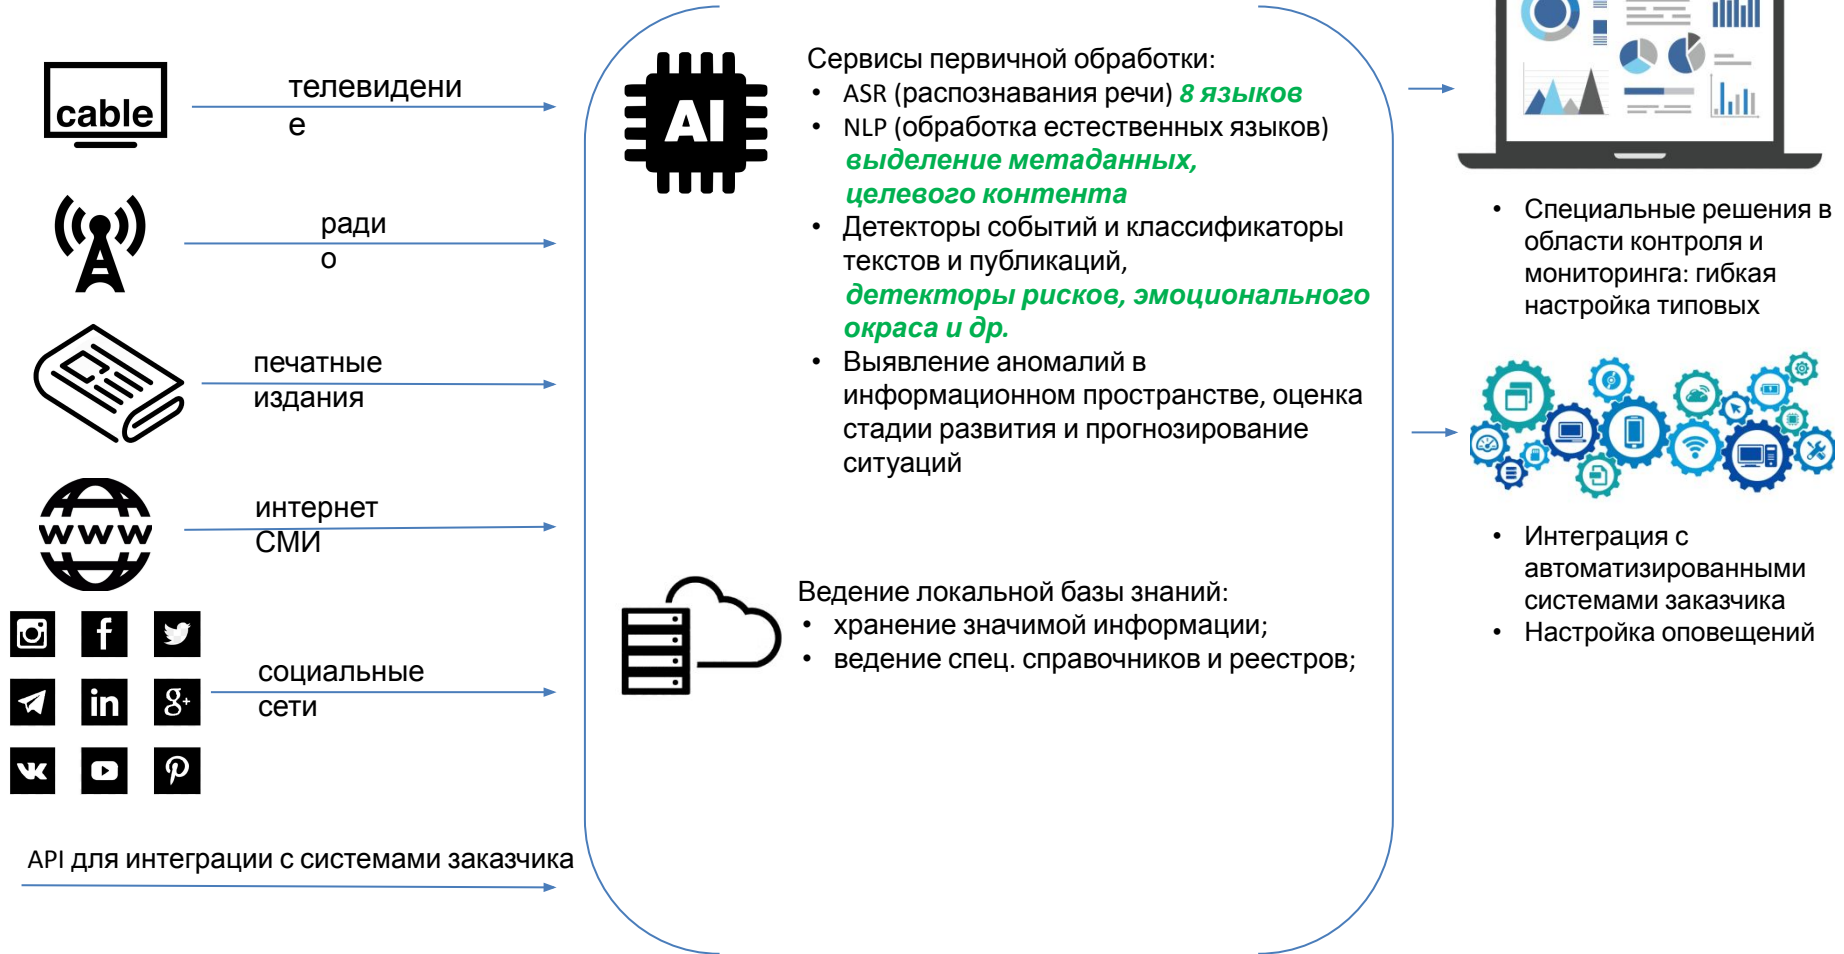 cable
телевидени
е
ради
о
печатные
издания
www
интернет
СМИ
f
in
g+
социальные
сети
API для интеграции с системами заказчика
AI
Сервисы первичной обработки:
• ASR (распознавания речи) 8 языков
• NLP (обработка естественных языков)
выделение метаданных,
целевого контента
• Детекторы событий и классификаторы
текстов и публикаций,
детекторы рисков, эмоционального
окраса и др.
• Выявление аномалий в
информационном пространстве, оценка
стадии развития и прогнозирование
ситуаций
Ведение локальной базы знаний:
• хранение значимой информации;
• ведение спец. справочников и реестров;
• Специальные решения в
области контроля и
мониторинга: гибкая
настройка типовых
• Интеграция с
автоматизированными
системами заказчика
• Настройка оповещений